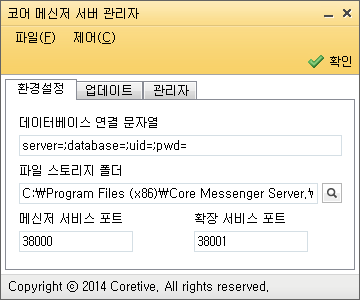 코어 메신저 서버 관리자
파일(F) 제어(C)
확인
환경설정 업데이트 관리자
데이터베이스 연결 문자열
server=;database=;uid=;pwd=
파일 스토리지 폴더
C:₩Program Files (x86)₩Core Messenger Server,₩
메신저 서비스 포트 확장 서비스 포트
38000 38001
Copyright ⓒ 2014 Coretive, All rights reserved,